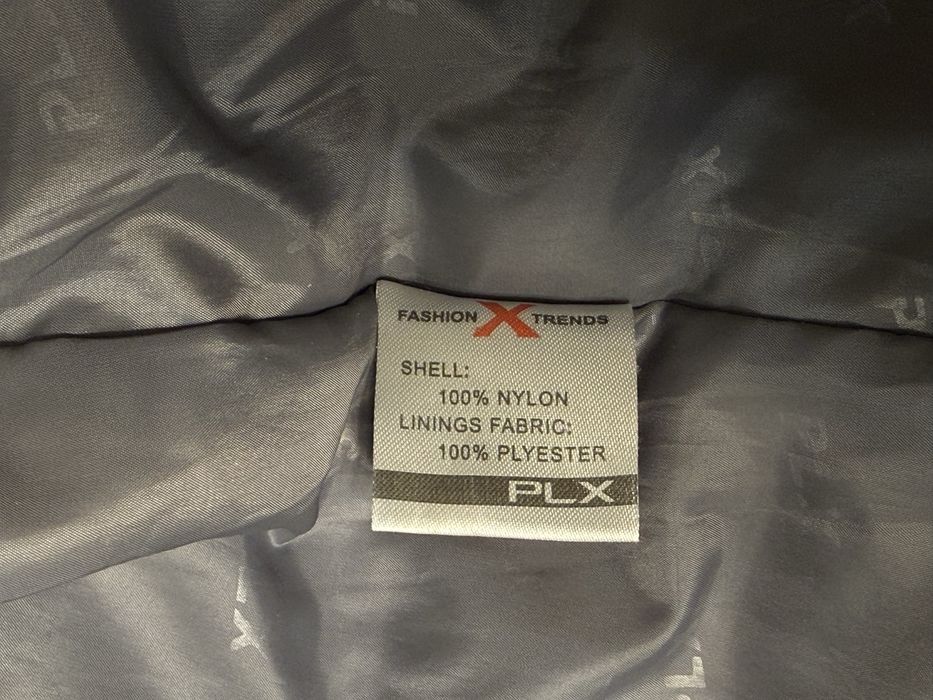 FASHION X TRENDS
SHELL:
100% NYLON
LININGS FABRIC:
100% PLYESTER
PLX